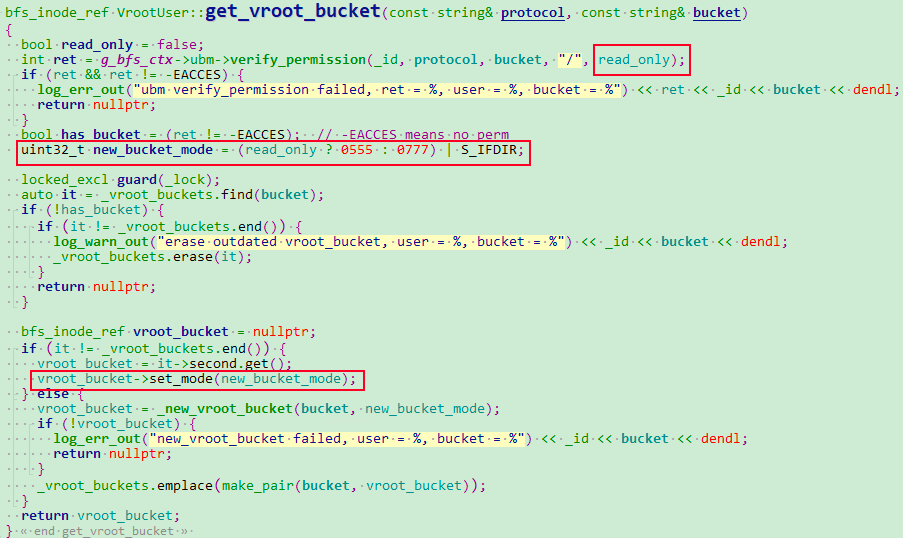 bfs_inode_ref VrootUser::get_vroot_bucket(const string& protocol, const string& bucket)
{
  bool read_only = false;
  int ret = g_bfs_ctx->ubm->verify_permission(_id, protocol, bucket, "/", read_only);
  if (ret && ret != -EACCES) {
    log_err_out("ubm verify_permission failed, ret = %, user = %, bucket = %") << ret << _id << bucket << dendl;
    return nullptr;
  }
  bool has_bucket = (ret != -EACCES); // -EACCES means no perm
  uint32_t new_bucket_mode = (read_only ? 0555 : 0777) | S_IFDIR;
  locked_excl guard(_lock);
  auto it = _vroot_buckets.find(bucket);
  if (!has_bucket) {
    if (it != _vroot_buckets.end()) {
      log_warn_out("erase outdated vroot_bucket, user = %, bucket = %") << _id << bucket << dendl;
      _vroot_buckets.erase(it);
    }
    return nullptr;
  }
  bfs_inode_ref vroot_bucket = nullptr;
  if (it != _vroot_buckets.end()) {
    vroot_bucket = it->second.get();
    vroot_bucket->set_mode(new_bucket_mode);
  } else {
    vroot_bucket = _new_vroot_bucket(bucket, new_bucket_mode);
    if (!vroot_bucket) {
      log_err_out("new_vroot_bucket failed, user = %, bucket = %") << _id << bucket << dendl;
      return nullptr;
    }
    _vroot_buckets.emplace(make_pair(bucket, vroot_bucket));
  }
  return vroot_bucket;
} « end get_vroot_bucket »